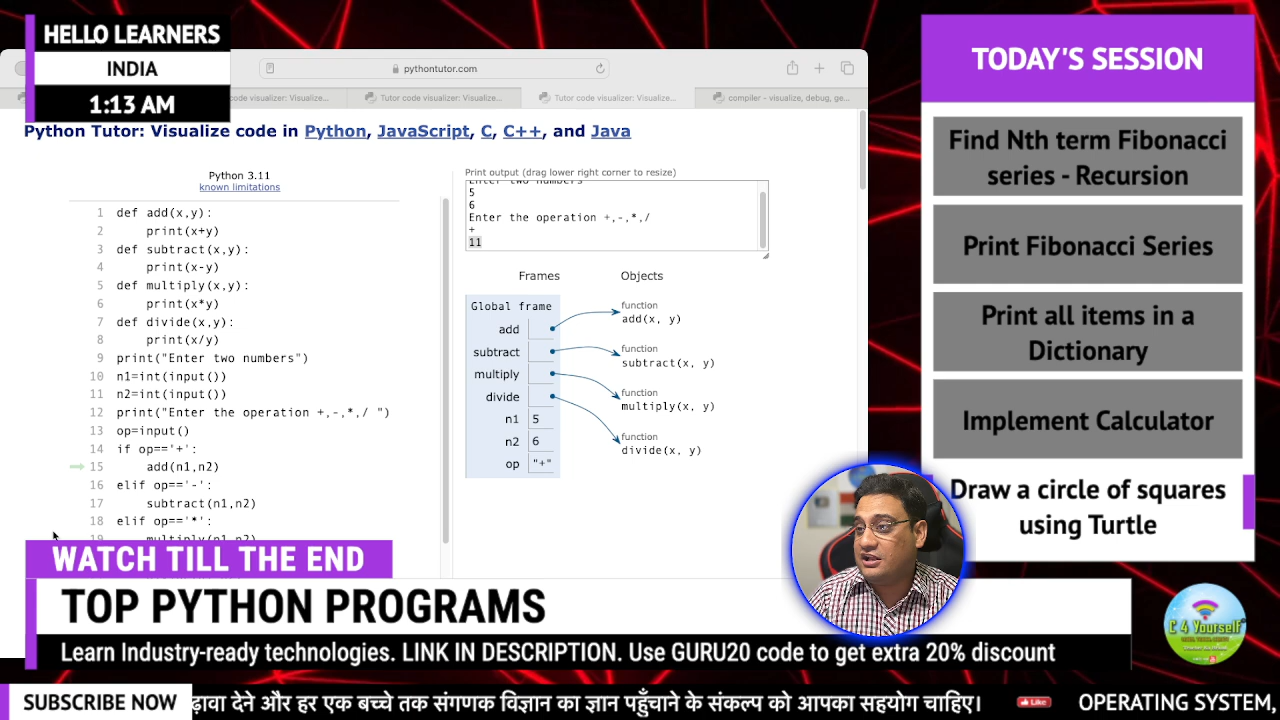 HELLO LEARNERS
INDIA
1:13 AM
pythontutor.com
code visualizer: Visualize...
Tutor code visualizer: Visualize...
Tutor code visualizer: Visualize...
compiler - visualize, debug, ge...
Python Tutor: Visualize code in Python, JavaScript, C, C++, and Java
Python 3.11
known limitations
1 def add(x,y):
2 print(x+y)
3 def subtract(x,y):
4 print(x-y)
5 def multiply(x,y):
6 print(x*y)
7 def divide(x,y):
8 print(x/y)
9 print("Enter two numbers")
10 n1=int(input())
11 n2=int(input())
12 print("Enter the operation +,-,*,/ ")
13 op=input()
14 if op=='+':
15 add(n1,n2)
16 elif op=='-':
17 subtract(n1,n2)
18 elif op=='*':
19 multiply(n1,n2)
Print output (drag lower right corner to resize)
Enter two numbers
5
6
Enter the operation +,-,*,/
+
11
Frames Objects
Global frame
add
subtract
multiply
divide
n1 5
n2 6
op "+"
function
add(x, y)
function
subtract(x, y)
function
multiply(x, y)
function
divide(x, y)
TODAY'S SESSION
Find Nth term Fibonacci
series - Recursion
Print Fibonacci Series
Print all items in a
Dictionary
Implement Calculator
Draw a circle of squares
using Turtle
WATCH TILL THE END
TOP PYTHON PROGRAMS
Learn Industry-ready technologies. LINK IN DESCRIPTION. Use GURU20 code to get extra 20% discount
C 4 Yourself
SUBSCRIBE NOW
ढ़ावा देने और हर एक बच्चे तक संगणक विज्ञान का ज्ञान पहुँचाने के संकल्प को आपका सहयोग चाहिए।
Like
OPERATING SYSTEM,